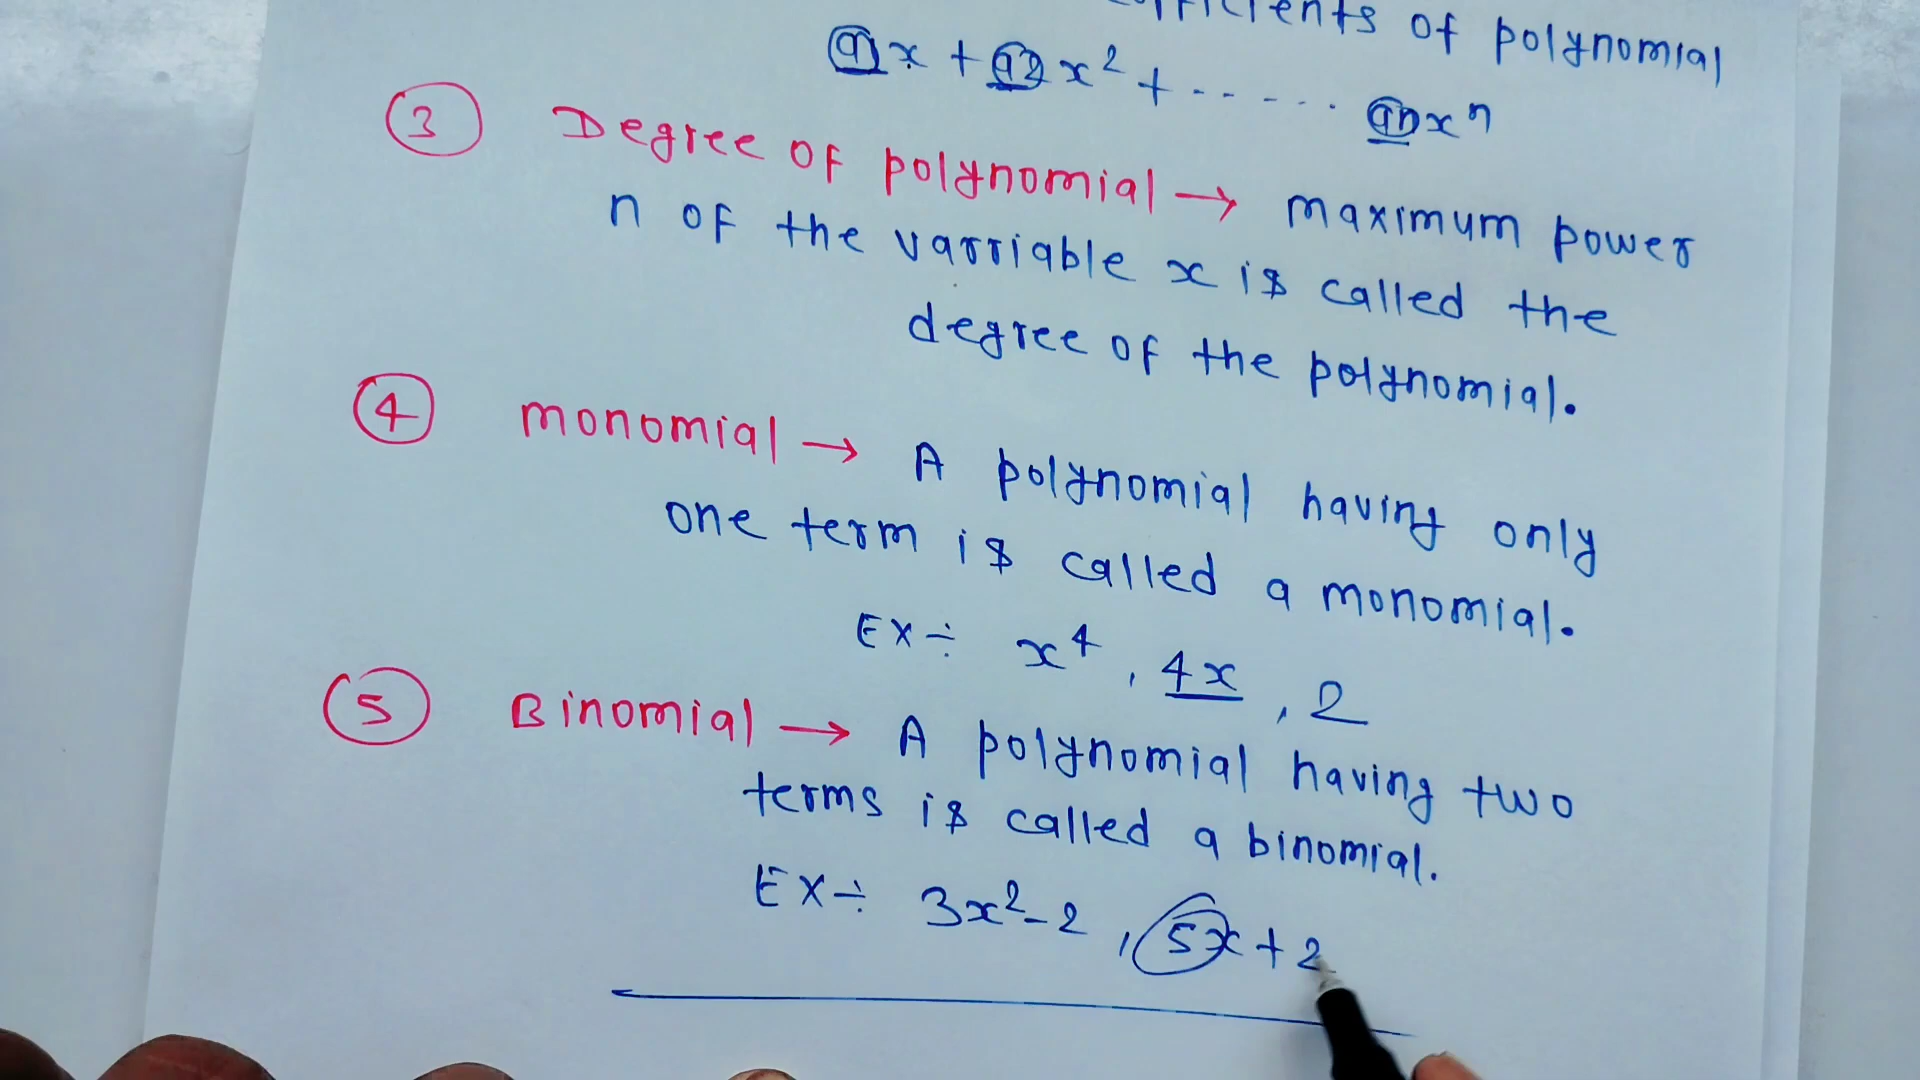 of polynomial
a1x + a2x² + ...... anxⁿ
3 Degree of polynomial → maximum power
n of the varriable x is called the
degree of the polynomial.
4 monomial → A polynomial having only
one term is called a monomial.
EX÷ x⁴, 4x, 2
5 Binomial → A polynomial having two
terms is called a binomial.
EX÷ 3x²-2, 5x+2